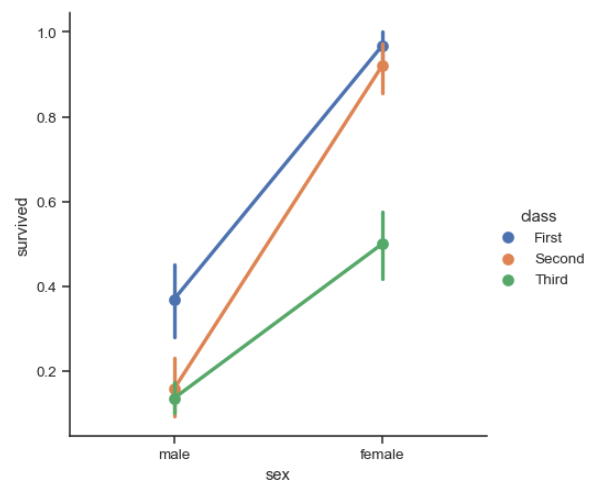 1.0
0.8
0.6
0.4
0.2
survived
male
female
sex
class
First
Second
Third